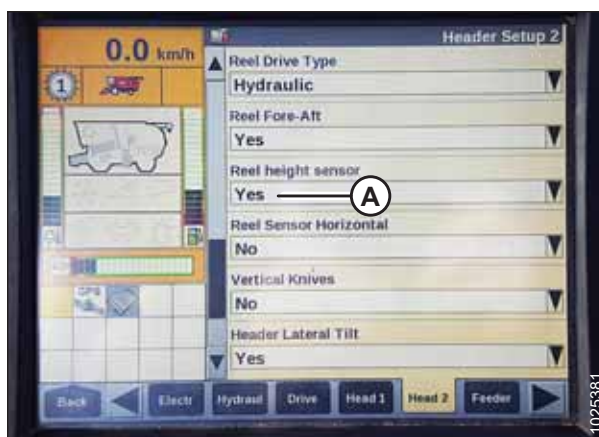 0.0 km/h
Header Setup 2
1
Reel Drive Type
Hydraulic
Reel Fore-Aft
Yes
Reel height sensor
Yes
A
Reel Sensor Horizontal
No
Vertical Knives
No
GPS
Header Lateral Tilt
Yes
Back
Electr
Hydraul
Drive
Head 1
Head 2
Feeder
1025381